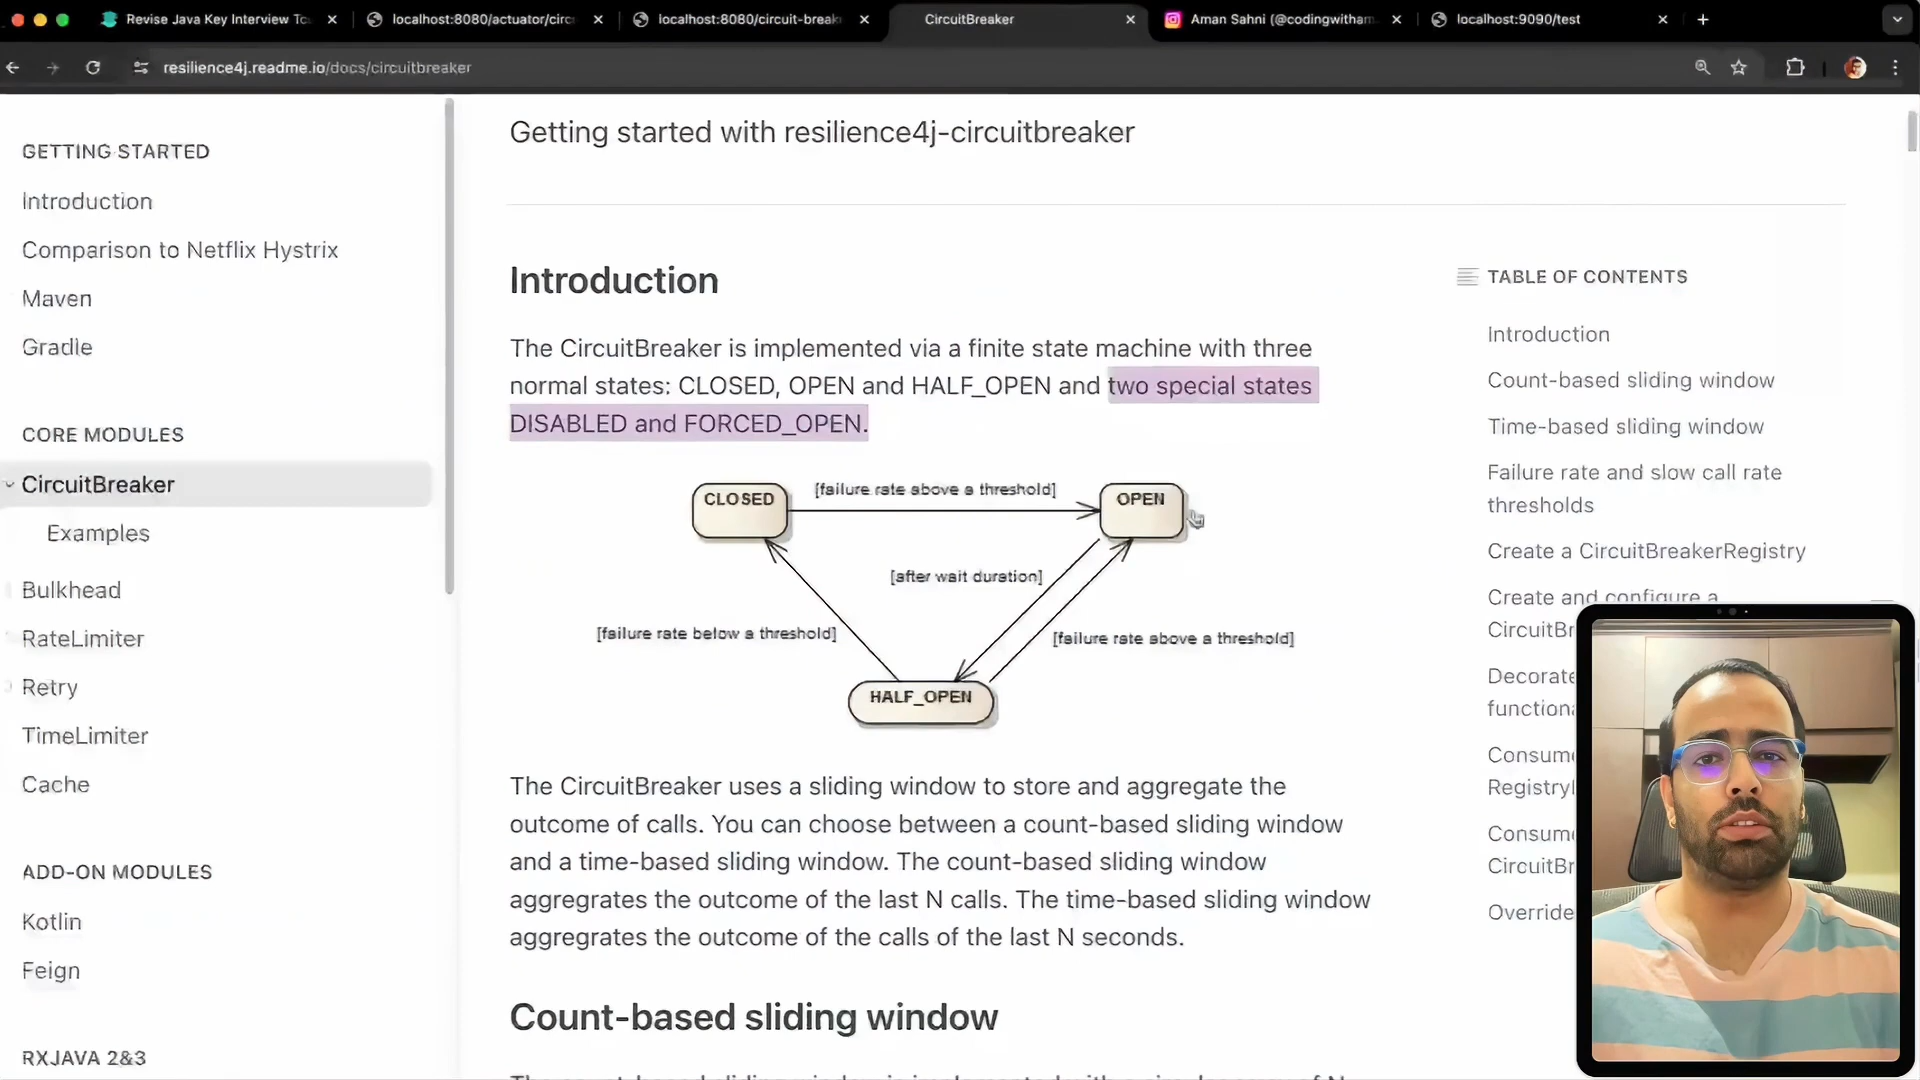 Revise Java Key Interview
localhost:8080/actuator/circ
localhost:8080/circuit-break
CircuitBreaker
Aman Sahni (@codingwitham
localhost:9090/test
resilience4j.readme.io/docs/circuitbreaker
GETTING STARTED
Introduction
Comparison to Netflix Hystrix
Maven
Gradle
CORE MODULES
CircuitBreaker
Examples
Bulkhead
RateLimiter
Retry
TimeLimiter
Cache
ADD-ON MODULES
Kotlin
Feign
RXJAVA 2&3
Getting started with resilience4j-circuitbreaker
Introduction
The CircuitBreaker is implemented via a finite state machine with three
normal states: CLOSED, OPEN and HALF_OPEN and two special states
DISABLED and FORCED_OPEN.
CLOSED
[failure rate above a threshold]
OPEN
[after wait duration]
[failure rate below a threshold]
[failure rate above a threshold]
HALF_OPEN
The CircuitBreaker uses a sliding window to store and aggregate the
outcome of calls. You can choose between a count-based sliding window
and a time-based sliding window. The count-based sliding window
aggregrates the outcome of the last N calls. The time-based sliding window
aggregrates the outcome of the calls of the last N seconds.
Count-based sliding window
TABLE OF CONTENTS
Introduction
Count-based sliding window
Time-based sliding window
Failure rate and slow call rate
thresholds
Create a CircuitBreakerRegistry
Create and configure a
CircuitBr
Decorate
functiona
Consume
Registry
Consume
CircuitBr
Override